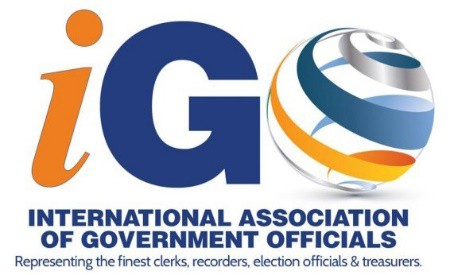 iGO
INTERNATIONAL ASSOCIATION
OF GOVERNMENT OFFICIALS
Representing the finest clerks, recorders, election officials & treasurers.